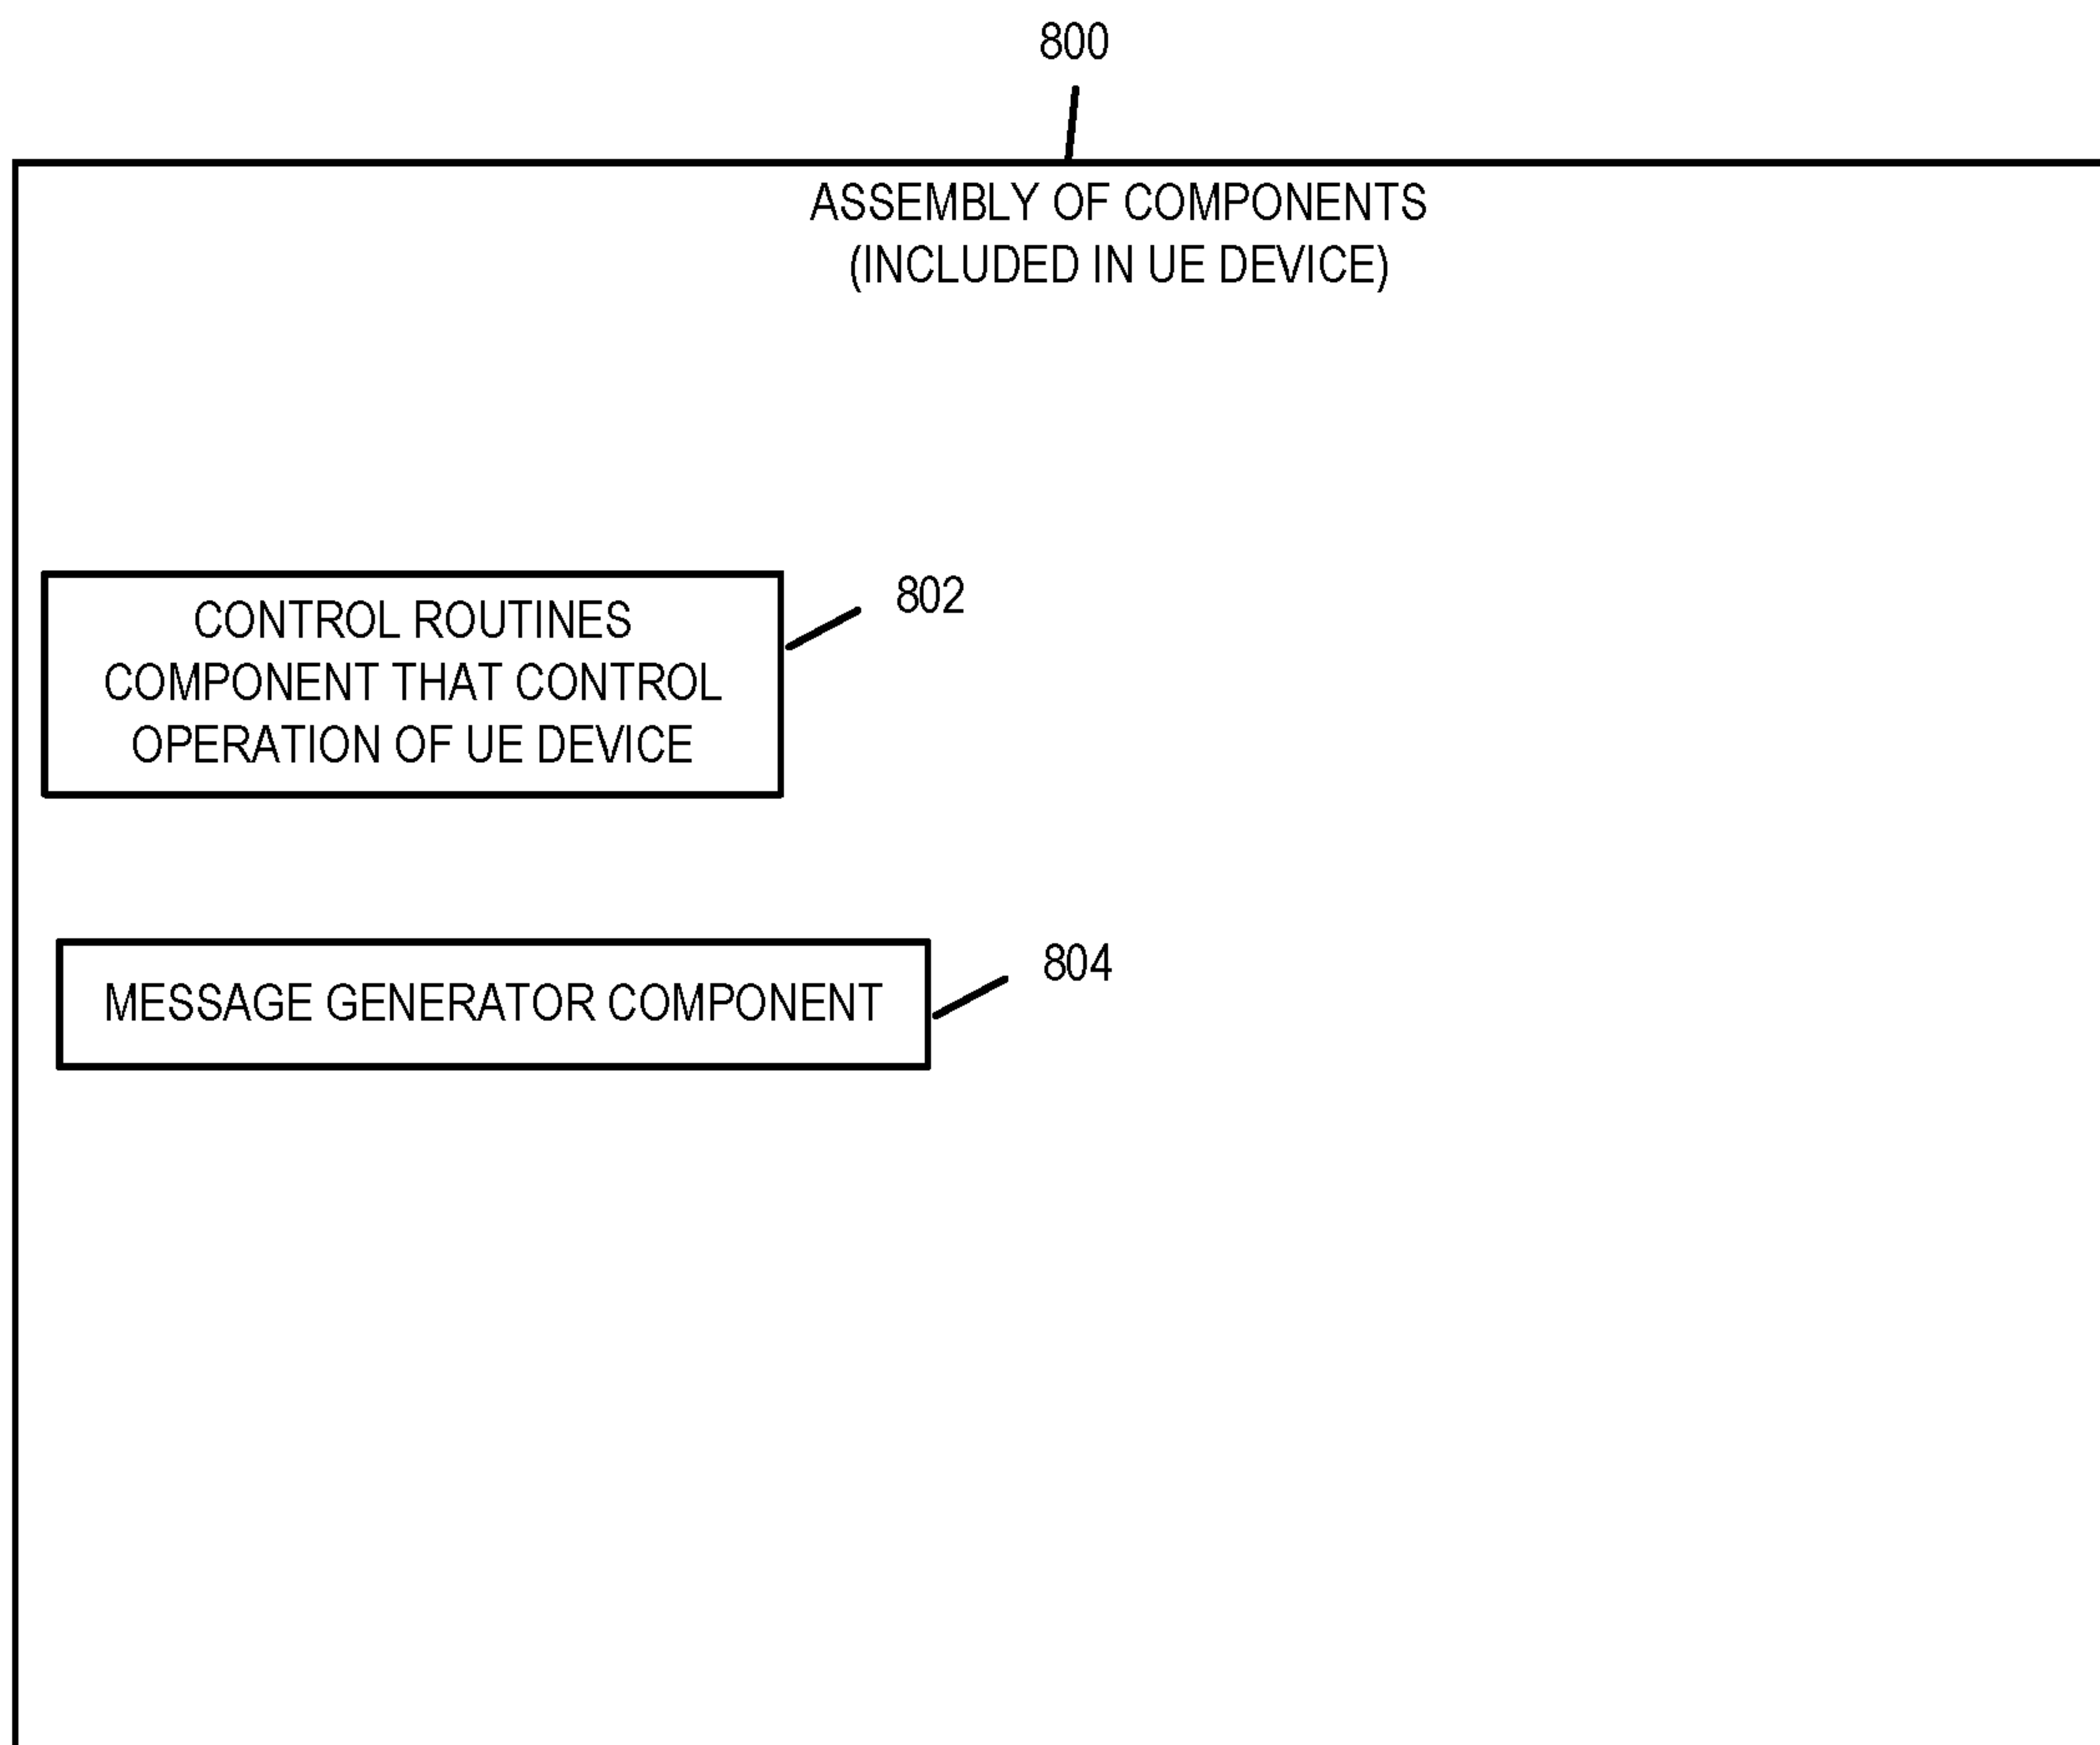 800
ASSEMBLY OF COMPONENTS
(INCLUDED IN UE DEVICE)
CONTROL ROUTINES
COMPONENT THAT CONTROL
OPERATION OF UE DEVICE
802
MESSAGE GENERATOR COMPONENT
804